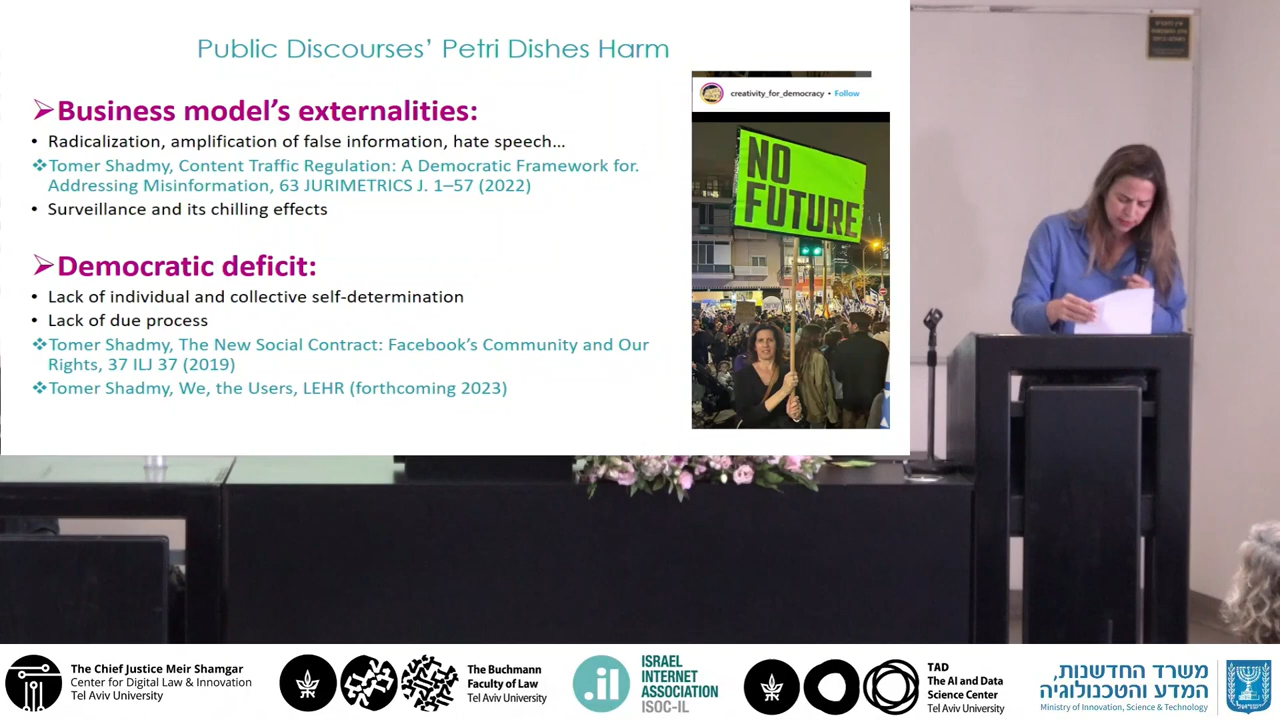 Public Discourses' Petri Dishes Harm
➢Business model's externalities:
• Radicalization, amplification of false information, hate speech…
❖Tomer Shadmy, Content Traffic Regulation: A Democratic Framework for.
Addressing Misinformation, 63 JURIMETRICS J. 1–57 (2022)
• Surveillance and its chilling effects
➢Democratic deficit:
• Lack of individual and collective self-determination
• Lack of due process
❖Tomer Shadmy, The New Social Contract: Facebook's Community and Our
Rights, 37 ILJ 37 (2019)
❖Tomer Shadmy, We, the Users, LEHR (forthcoming 2023)
creativity_for_democracy • Follow
NO
FUTURE
The Chief Justice Meir Shamgar
Center for Digital Law & Innovation
Tel Aviv University
The Buchmann
Faculty of Law
Tel Aviv University
.il
ISRAEL
INTERNET
ASSOCIATION
ISOC-IL
TAD
The AI and Data
Science Center
Tel Aviv University
משרד החדשנות,
המדע והטכנולוגיה
Ministry of Innovation, Science & Technology